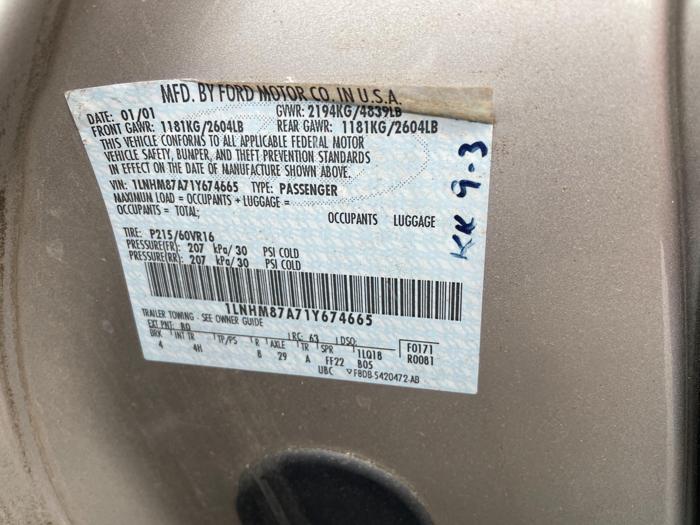 MFD. BY FORD MOTOR CO. IN U.S.A.
DATE: 01/01 GVWR: 2194KG/4839LB
FRONT GAWR: 1181KG/2604LB REAR GAWR: 1181KG/2604LB
THIS VEHICLE CONFORMS TO ALL APPLICABLE FEDERAL MOTOR
VEHICLE SAFETY, BUMPER, AND THEFT PREVENTION STANDARDS
IN EFFECT ON THE DATE OF MANUFACTURE SHOWN ABOVE.
VIN: 1LNHM87A71Y674665 TYPE: PASSENGER
MAXIMUM LOAD = OCCUPANTS + LUGGAGE =
OCCUPANTS = TOTAL; OCCUPANTS LUGGAGE
TIRE: P215/60VR16
PRESSURE(FR): 207 kPa/30 PSI COLD
PRESSURE(RR): 207 kPa/30 PSI COLD
1LNHM87A71Y674665
TRAILER TOWING - SEE OWNER GUIDE
EXT PNT: BQ RC: 63 DSO: F0171
BRK INT TR TP/PS R AXLE TR SPR 1LQ1B R0081
4 4H B 29 A FF22 B05
UBC ▽F8DB-5420472-AB
KK 9-3